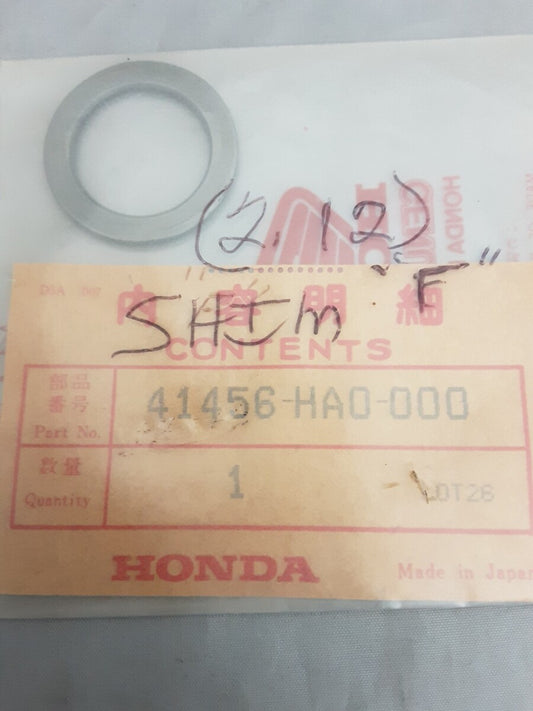 (2.12)
SHIM "F"
内容明細
CONTENTS
部品番号
Part No.
41456-HA0-000
数量
Quantity
1
HONDA
Made in Japan